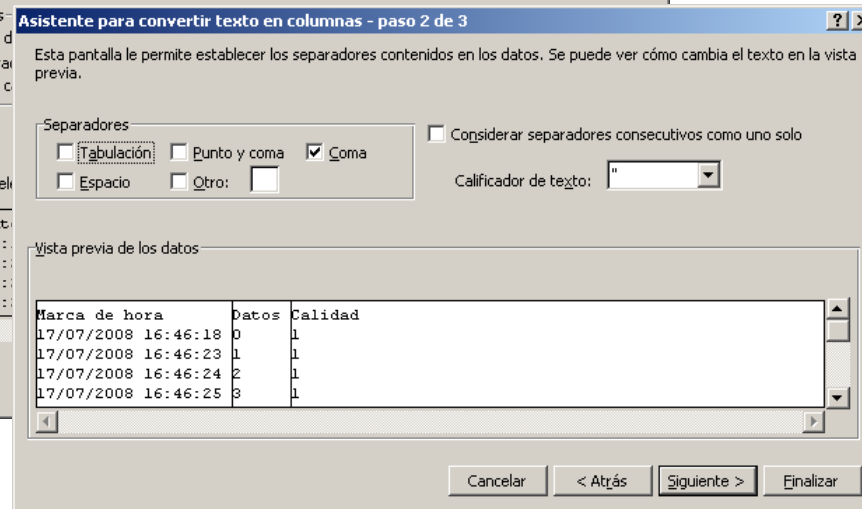 Asistente para convertir texto en columnas - paso 2 de 3
Esta pantalla le permite establecer los separadores contenidos en los datos. Se puede ver cómo cambia el texto en la vista
previa.
Separadores
Tabulación Punto y coma Coma
Espacio Otro:
Considerar separadores consecutivos como uno solo
Calificador de texto: "
Vista previa de los datos
Marca de hora Datos Calidad
17/07/2008 16:46:18 0 1
17/07/2008 16:46:23 1 1
17/07/2008 16:46:24 2 1
17/07/2008 16:46:25 3 1
Cancelar < Atrás Siguiente > Finalizar